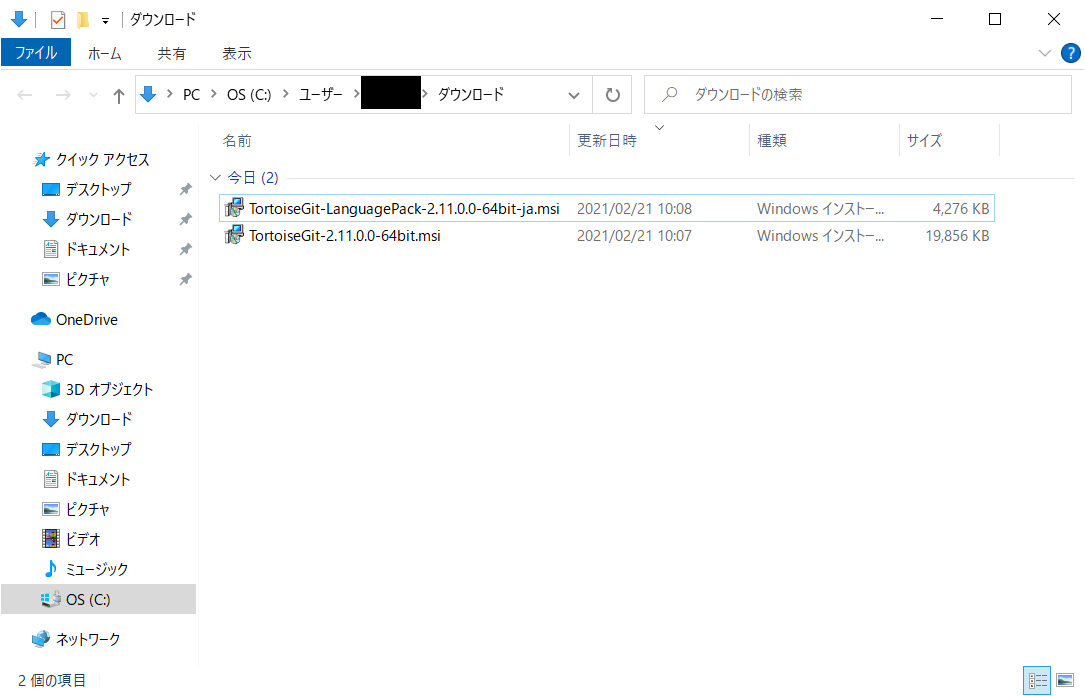 ダウンロード
ファイル ホーム 共有 表示
PC OS (C:) ユーザー ダウンロード ダウンロードの検索
名前 更新日時 種類 サイズ
今日 (2)
TortoiseGit-LanguagePack-2.11.0.0-64bit-ja.msi 2021/02/21 10:08 Windows インストー... 4,276 KB
TortoiseGit-2.11.0.0-64bit.msi 2021/02/21 10:07 Windows インストー... 19,856 KB
クイック アクセス
デスクトップ
ダウンロード
ドキュメント
ピクチャ
OneDrive
PC
3D オブジェクト
ダウンロード
デスクトップ
ドキュメント
ピクチャ
ビデオ
ミュージック
OS (C:)
ネットワーク
2 個の項目